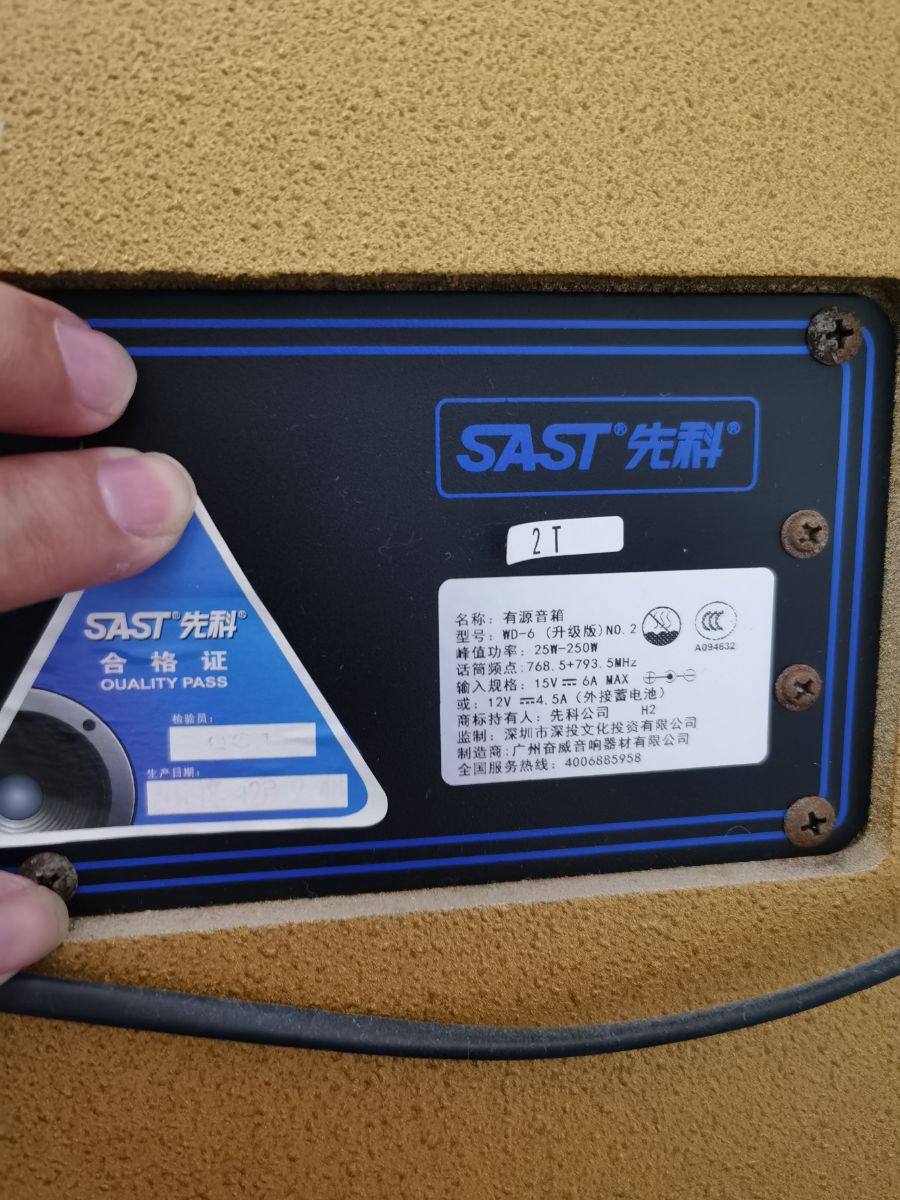 SAST®先科®
2T
名称: 有源音箱
型号: WD-6 (升级版)NO.2
峰值功率: 25W-250W
A094632
话筒频点:768.5+793.5MHz
输入规格: 15V⎓6A MAX
或: 12V⎓4.5A (外接蓄电池)
商标持有人: 先科公司 H2
监制: 深圳市深投文化投资有限公司
制造商:广州奋威音响器材有限公司
全国服务热线: 4006885958
SAST®先科®
合格证
QUALITY PASS
检验员:
生产日期: